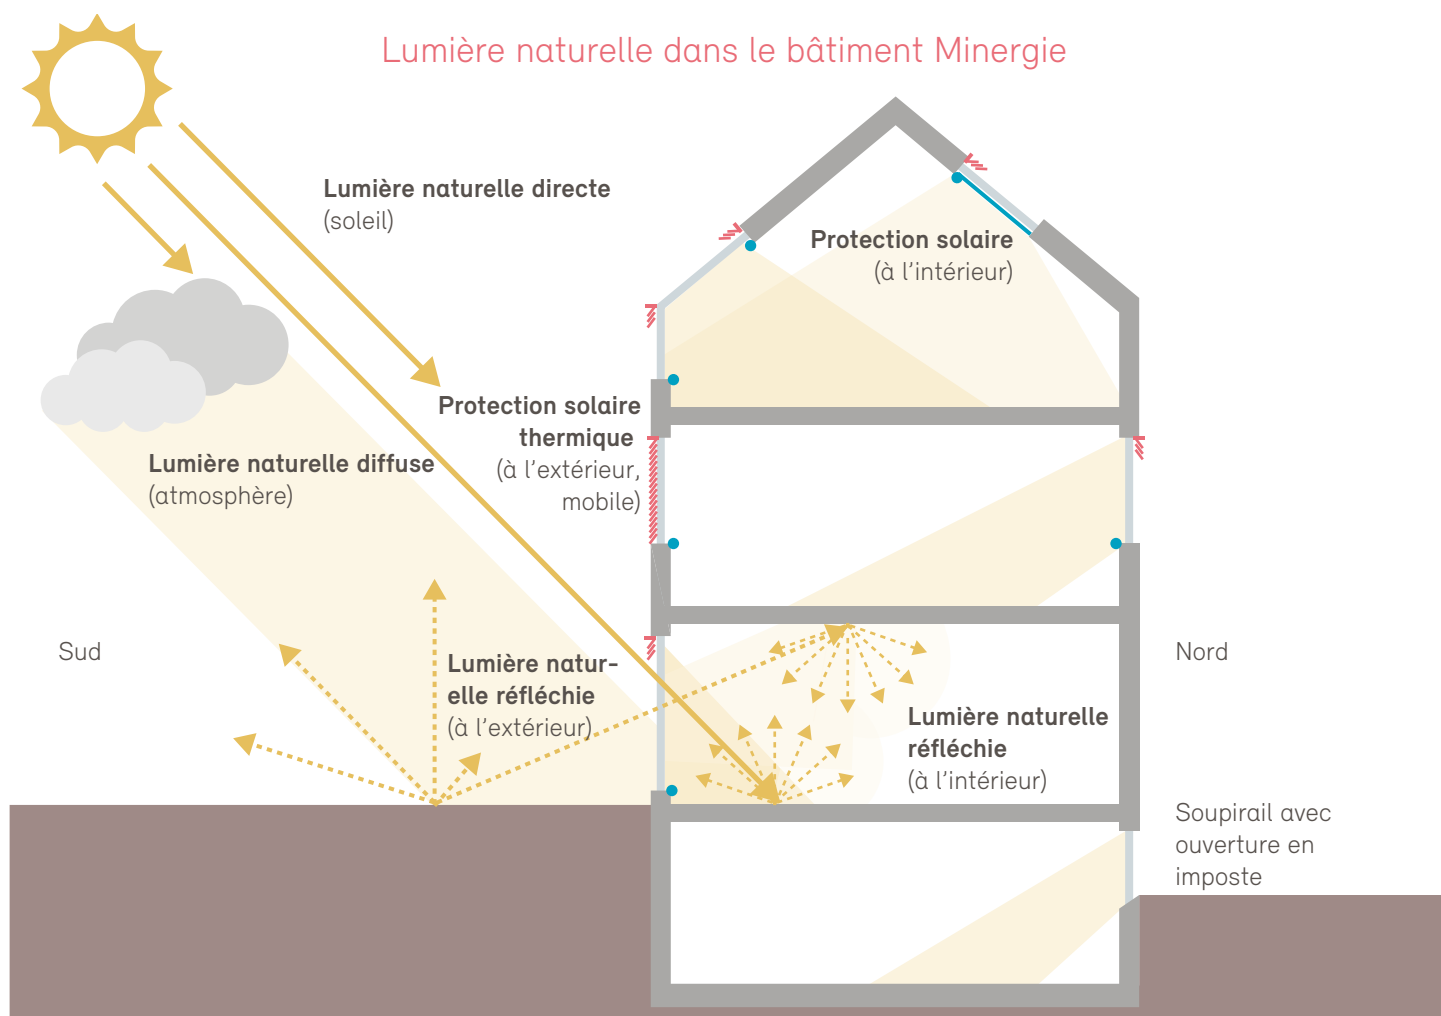 Lumière naturelle dans le bâtiment Minergie
Lumière naturelle directe
(soleil)
Protection solaire
(à l'intérieur)
Protection solaire
thermique
(à l'extérieur,
mobile)
Lumière naturelle diffuse
(atmosphère)
Sud
Lumière natur-
elle réfléchie
(à l'extérieur)
Nord
Lumière naturelle
réfléchie
(à l'intérieur)
Soupirail avec
ouverture en
imposte